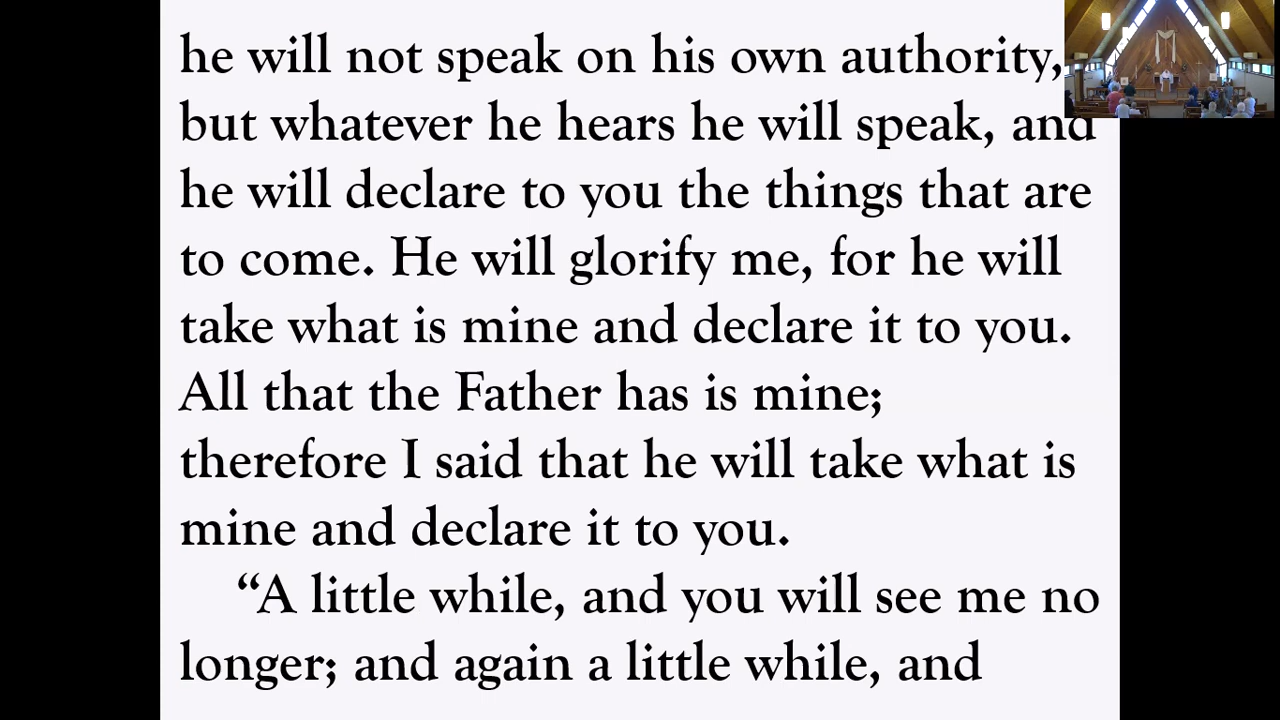 he will not speak on his own authority,
but whatever he hears he will speak, and
he will declare to you the things that are
to come. He will glorify me, for he will
take what is mine and declare it to you.
All that the Father has is mine;
therefore I said that he will take what is
mine and declare it to you.
“A little while, and you will see me no
longer; and again a little while, and